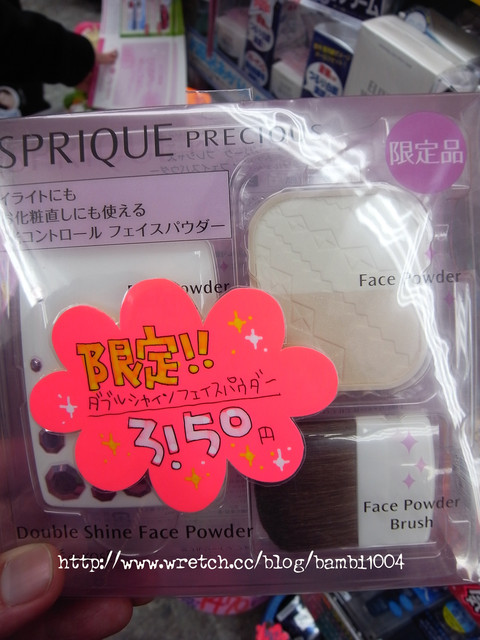 SPRIQUE PRECIOUS
限定品
イライトにも
化粧直しにも使える
コントロール フェイスパウダー
Powder
Face Powder
限定!!
ダブルシャインフェイスパウダー
3150円
Double Shine Face Powder
Face Powder
Brush
http://www.wretch.cc/blog/bambi1004